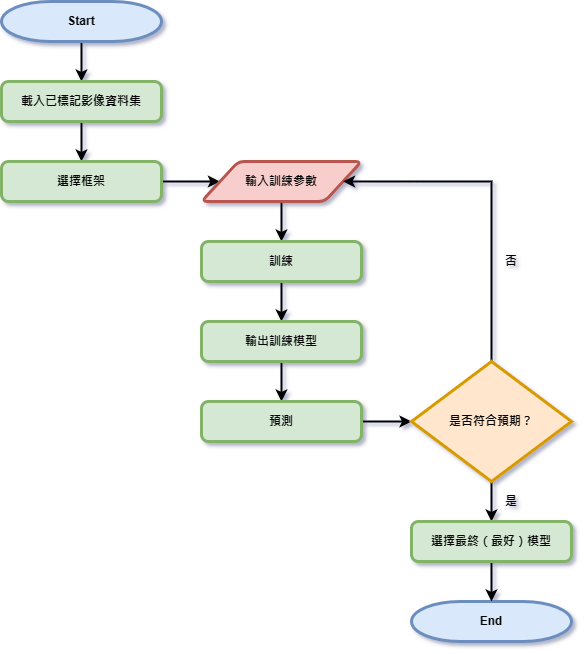 Start
載入已標記影像資料集
選擇框架
輸入訓練參數
訓練
輸出訓練模型
預測
是否符合預期？
否
是
選擇最終（最好）模型
End